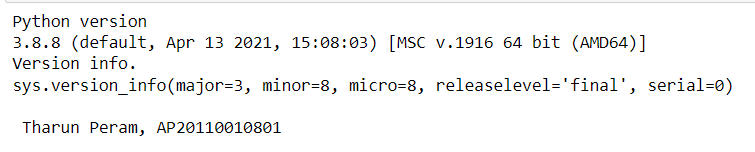 Python version
3.8.8 (default, Apr 13 2021, 15:08:03) [MSC v.1916 64 bit (AMD64)]
Version info.
sys.version_info(major=3, minor=8, micro=8, releaselevel='final', serial=0)
Tharun Peram, AP20110010801